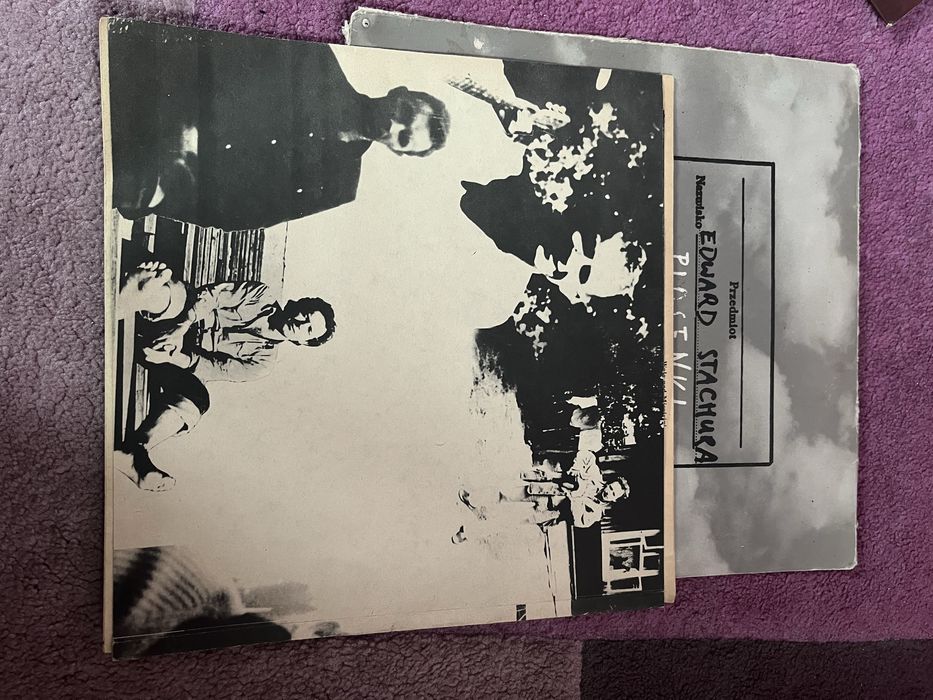 Przedmiot
Nazwisko EDWARD STACHURA
PIOSENKI